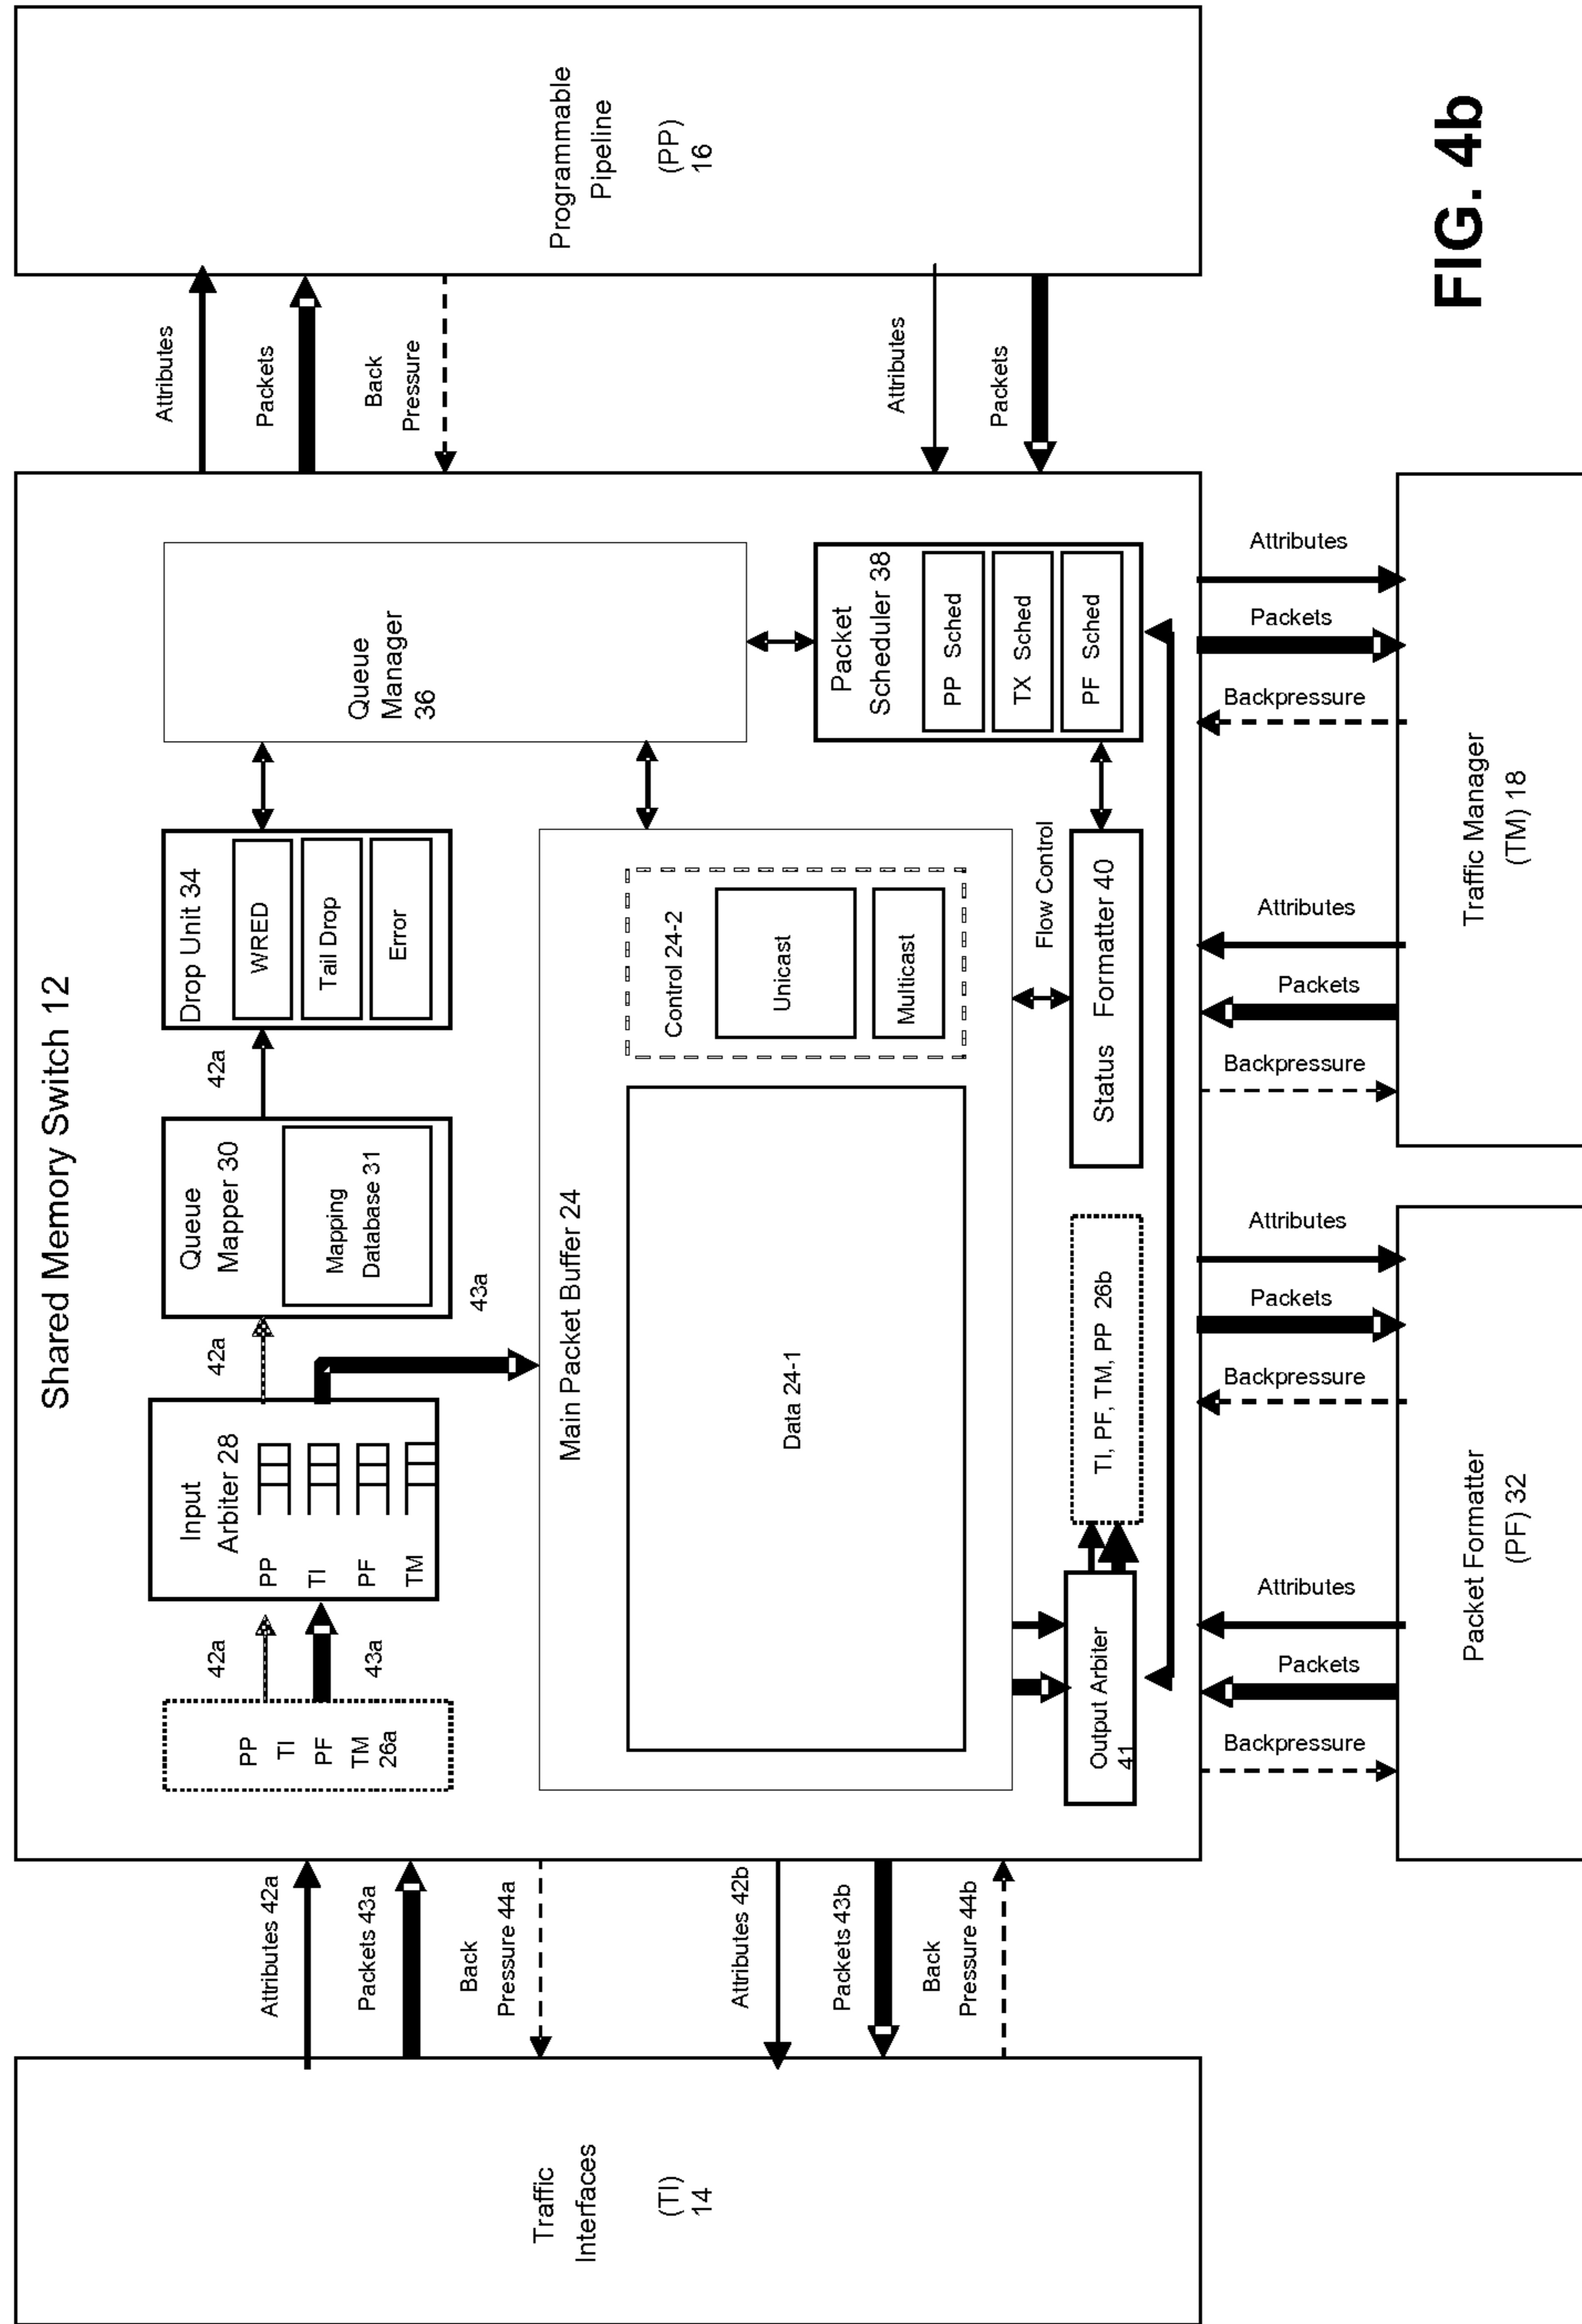 Shared Memory Switch 12
Traffic
Interfaces
(TI)
14
Attributes 42a
Packets 43a
Back
Pressure 44a
Attributes 42b
Packets 43b
Back
Pressure 44b
PP
TI
PF
TM
26a
42a
43a
Input
Arbiter 28
PP
TI
PF
TM
42a
43a
Queue
Mapper 30
Mapping
Database 31
42a
Drop Unit 34
WRED
Tail Drop
Error
Queue
Manager
36
Main Packet Buffer 24
Data 24-1
Control 24-2
Unicast
Multicast
Flow Control
Packet
Scheduler 38
PP Sched
TX Sched
PF Sched
Output Arbiter
41
TI, PF, TM, PP 26b
Status Formatter 40
Attributes
Packets
Back
Pressure
Attributes
Packets
Programmable
Pipeline
(PP)
16
Backpressure
Packets
Attributes
Backpressure
Packets
Attributes
Packet Formatter
(PF) 32
Backpressure
Packets
Attributes
Backpressure
Packets
Attributes
Traffic Manager
(TM) 18
FIG. 4b